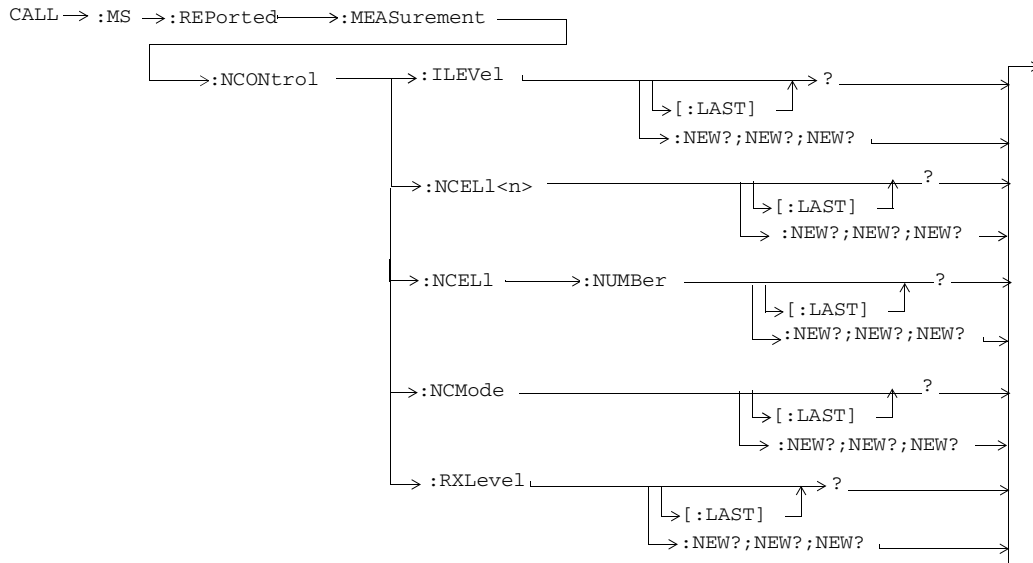 CALL :MS :REPorted :MEASurement
:NCONtrol :ILEVel ?
[:LAST]
:NEW?;NEW?;NEW?
:NCELl<n> ?
[:LAST]
:NEW?;NEW?;NEW?
:NCELl :NUMBer ?
[:LAST]
:NEW?;NEW?;NEW?
:NCMode ?
[:LAST]
:NEW?;NEW?;NEW?
:RXLevel ?
[:LAST]
:NEW?;NEW?;NEW?